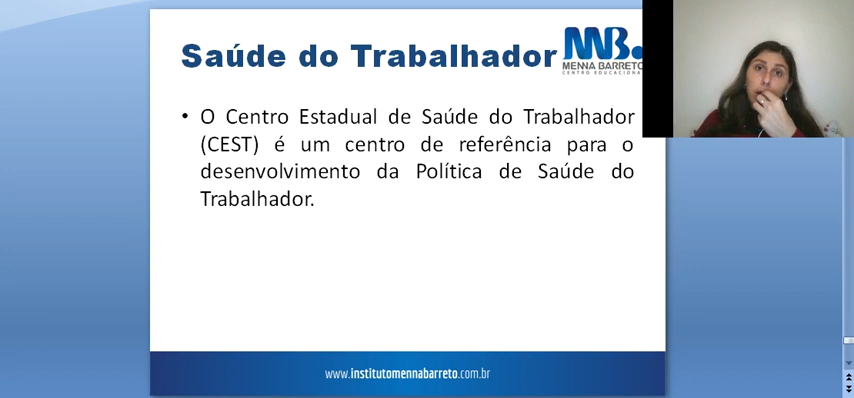 Saúde do Trabalhador
MB.
MENNA BARRETO
CENTRO EDUCACIONAL
• O Centro Estadual de Saúde do Trabalhador
(CEST) é um centro de referência para o
desenvolvimento da Política de Saúde do
Trabalhador.
www.institutomennabarreto.com.br